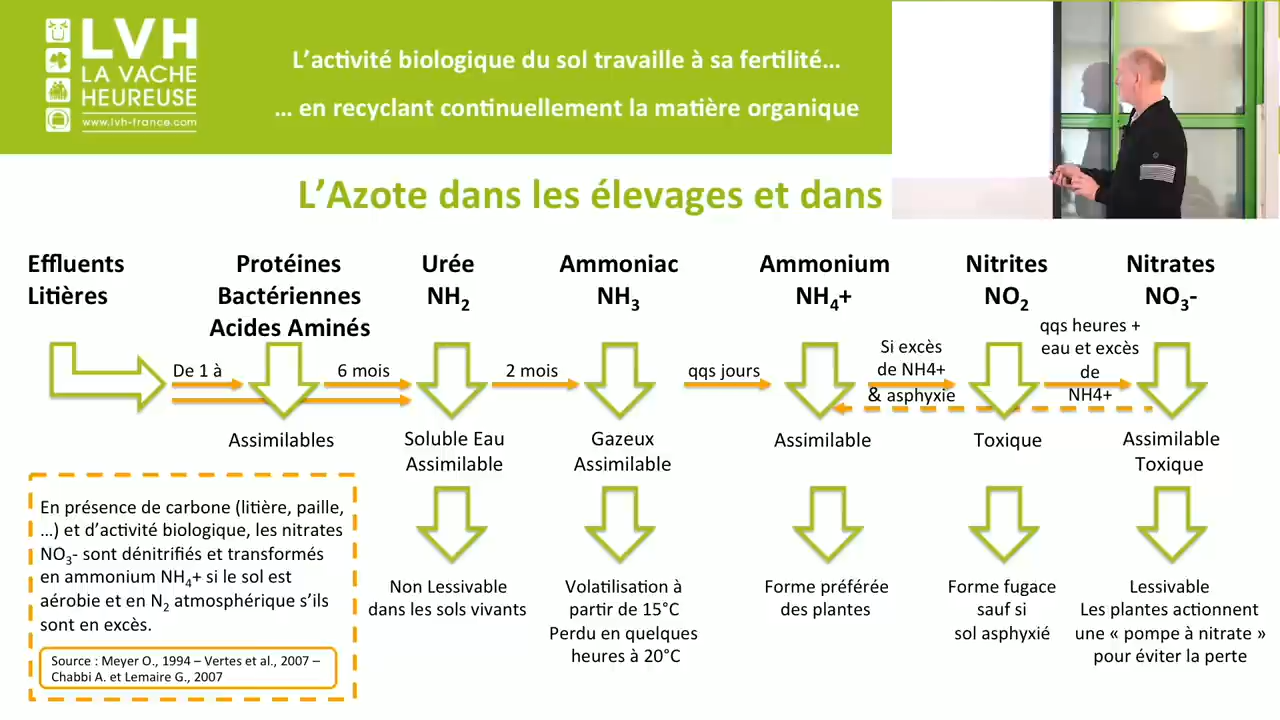 LVH
LA VACHE
HEUREUSE
www.lvh-france.com
L’activité biologique du sol travaille à sa fertilité…
… en recyclant continuellement la matière organique
L’Azote dans les élevages et dans
Effluents
Litières
Protéines
Bactériennes
Acides Aminés
Urée
NH2
Ammoniac
NH3
Ammonium
NH4+
Nitrites
NO2
Nitrates
NO3-
De 1 à
6 mois
2 mois
qqs jours
Si excès
de NH4+
& asphyxie
qqs heures +
eau et excès
de
NH4+
Assimilables
Soluble Eau
Assimilable
Gazeux
Assimilable
Assimilable
Toxique
Assimilable
Toxique
En présence de carbone (litière, paille,
…) et d’activité biologique, les nitrates
NO3- sont dénitrifiés et transformés
en ammonium NH4+ si le sol est
aérobie et en N2 atmosphérique s’ils
sont en excès.
Source : Meyer O., 1994 – Vertes et al., 2007 –
Chabbi A. et Lemaire G., 2007
Non Lessivable
dans les sols vivants
Volatilisation à
partir de 15°C
Perdu en quelques
heures à 20°C
Forme préférée
des plantes
Forme fugace
sauf si
sol asphyxié
Lessivable
Les plantes actionnent
une « pompe à nitrate »
pour éviter la perte